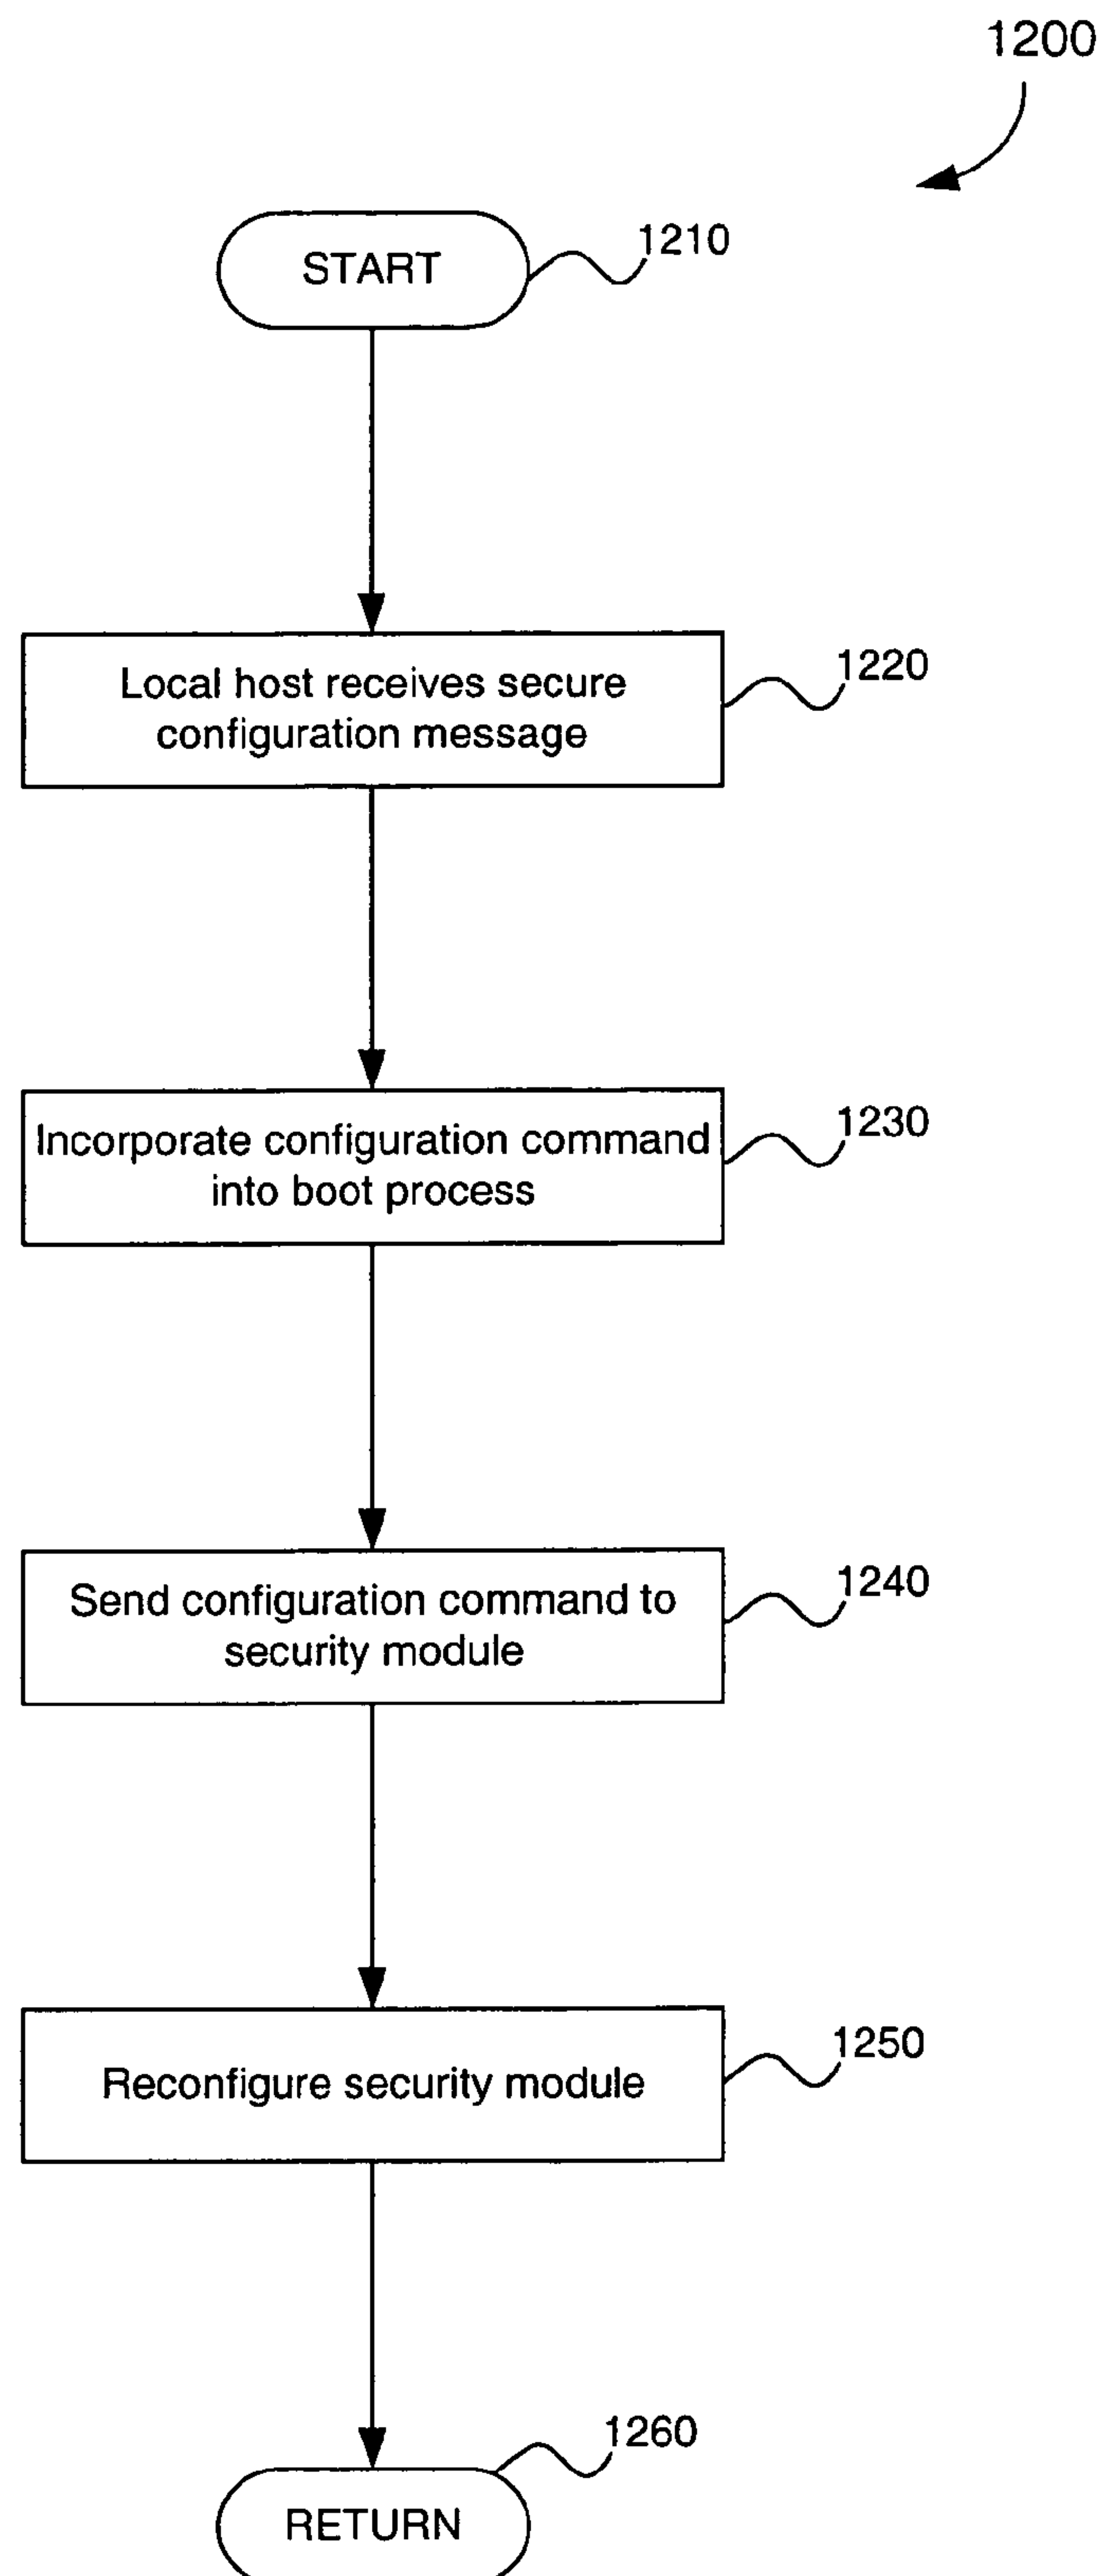 1200
START
1210
Local host receives secure
configuration message
1220
Incorporate configuration command
into boot process
1230
Send configuration command to
security module
1240
Reconfigure security module
1250
1260
RETURN